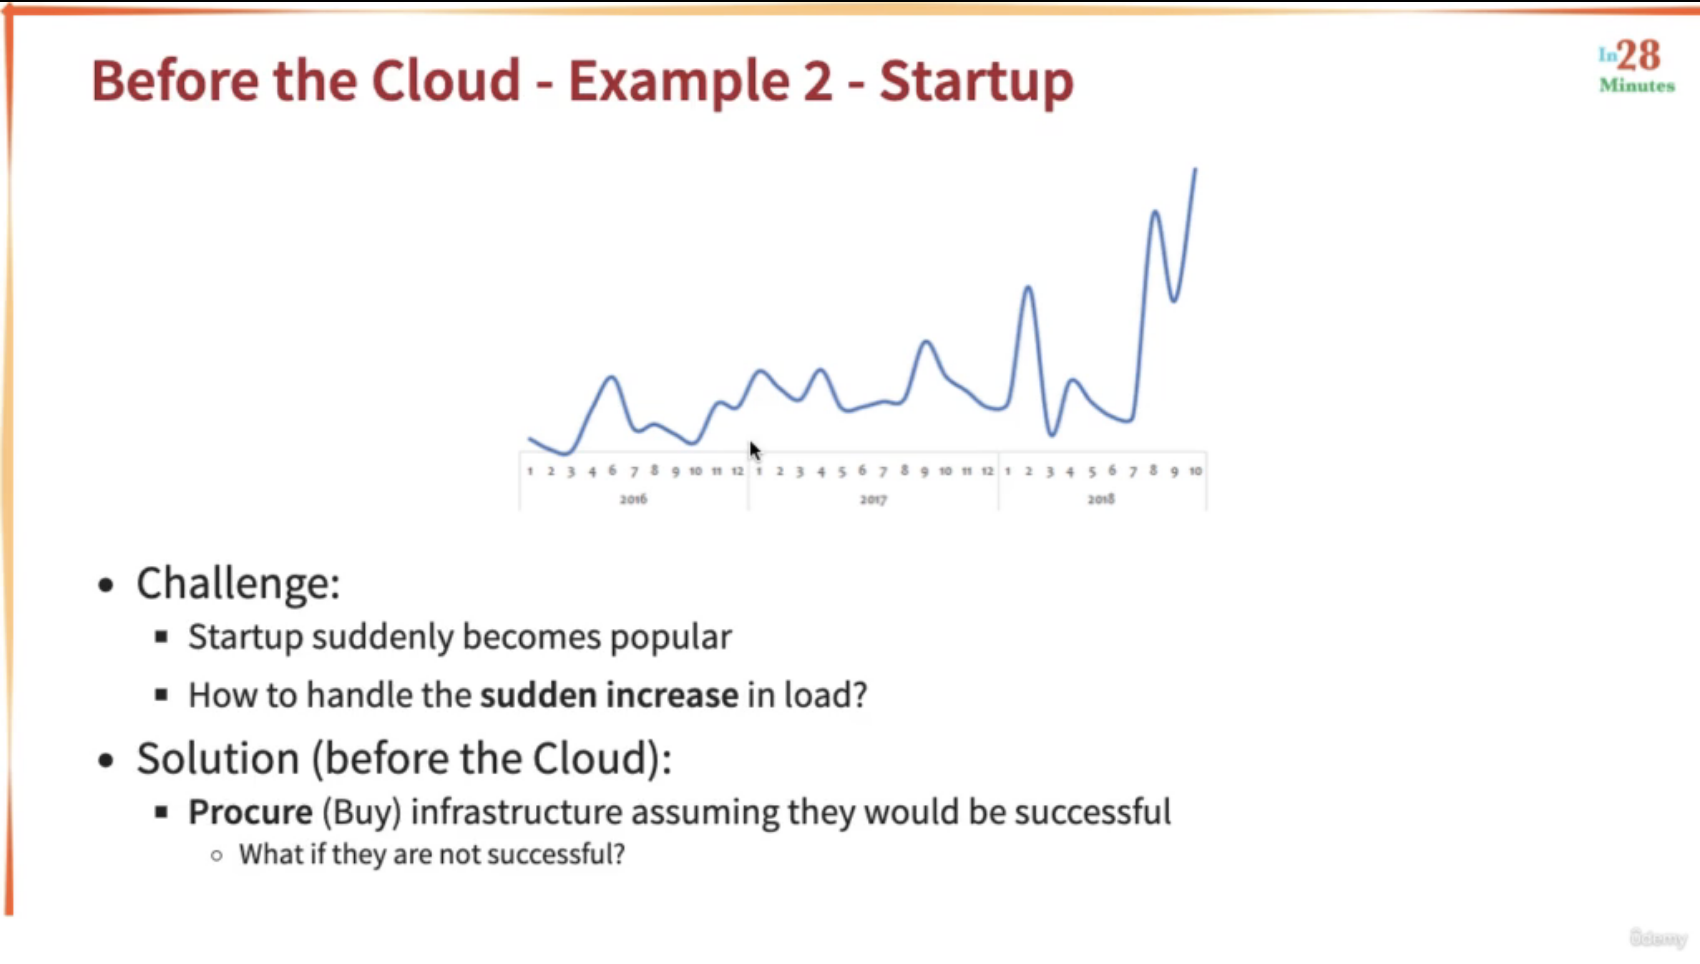 Before the Cloud - Example 2 - Startup
In28
Minutes
1 2 3 4 6 7 8 9 10 11 12 1 2 3 4 5 6 7 8 9 10 11 12 1 2 3 4 5 6 7 8 9 10
2016 2017 2018
• Challenge:
▪ Startup suddenly becomes popular
▪ How to handle the sudden increase in load?
• Solution (before the Cloud):
▪ Procure (Buy) infrastructure assuming they would be successful
○ What if they are not successful?
Udemy